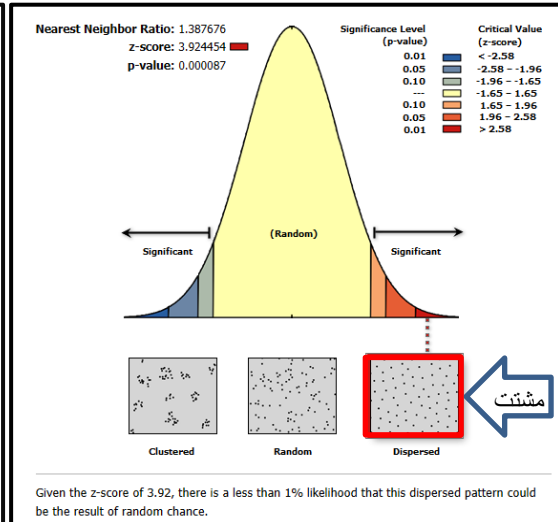 Nearest Neighbor Ratio: 1.387676
z-score: 3.924454
p-value: 0.000087
Significance Level (p-value)
Critical Value (z-score)
0.01 < -2.58
0.05 -2.58 – -1.96
0.10 -1.96 – -1.65
--- -1.65 – 1.65
0.10 1.65 – 1.96
0.05 1.96 – 2.58
0.01 > 2.58
(Random)
Significant
Significant
مشتت
Clustered
Random
Dispersed
Given the z-score of 3.92, there is a less than 1% likelihood that this dispersed pattern could
be the result of random chance.